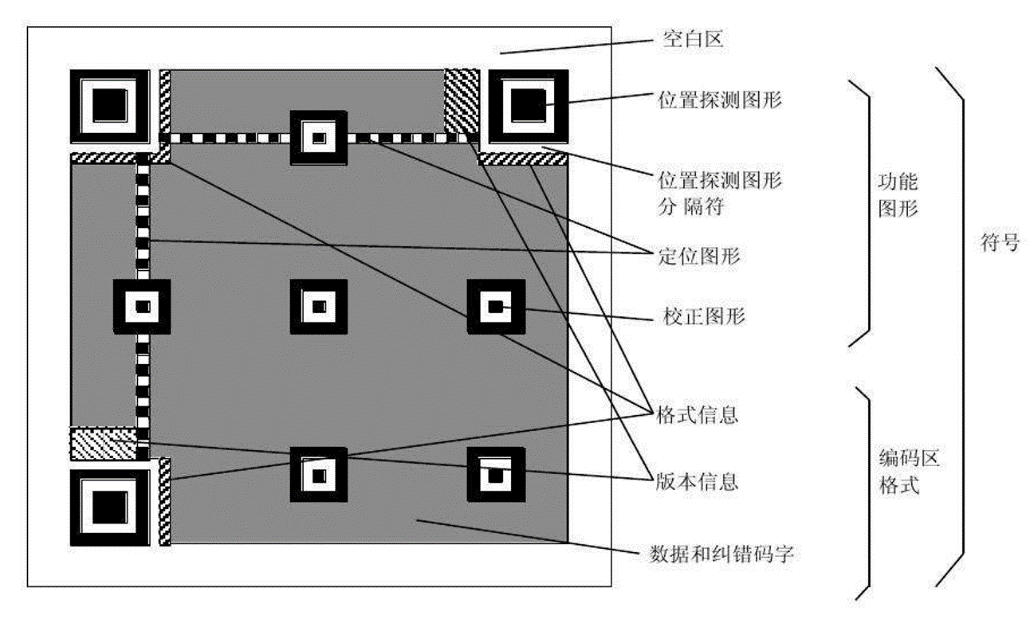 空白区
位置探测图形
位置探测图形
分隔符
功能
图形
符号
定位图形
校正图形
格式信息
编码区
格式
版本信息
数据和纠错码字